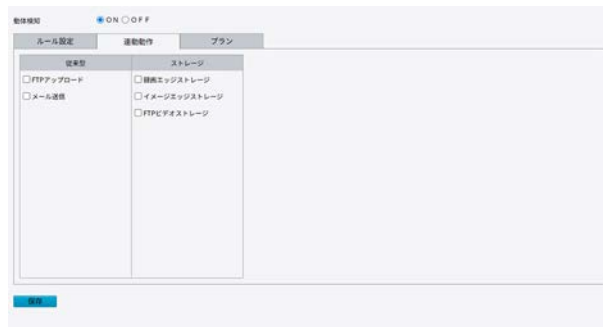 動体検知 ON OFF
ルール設定 連動動作 プラン
従来型 ストレージ
FTPアップロード 録画エッジストレージ
メール送信 イメージエッジストレージ
FTPビデオストレージ
保存